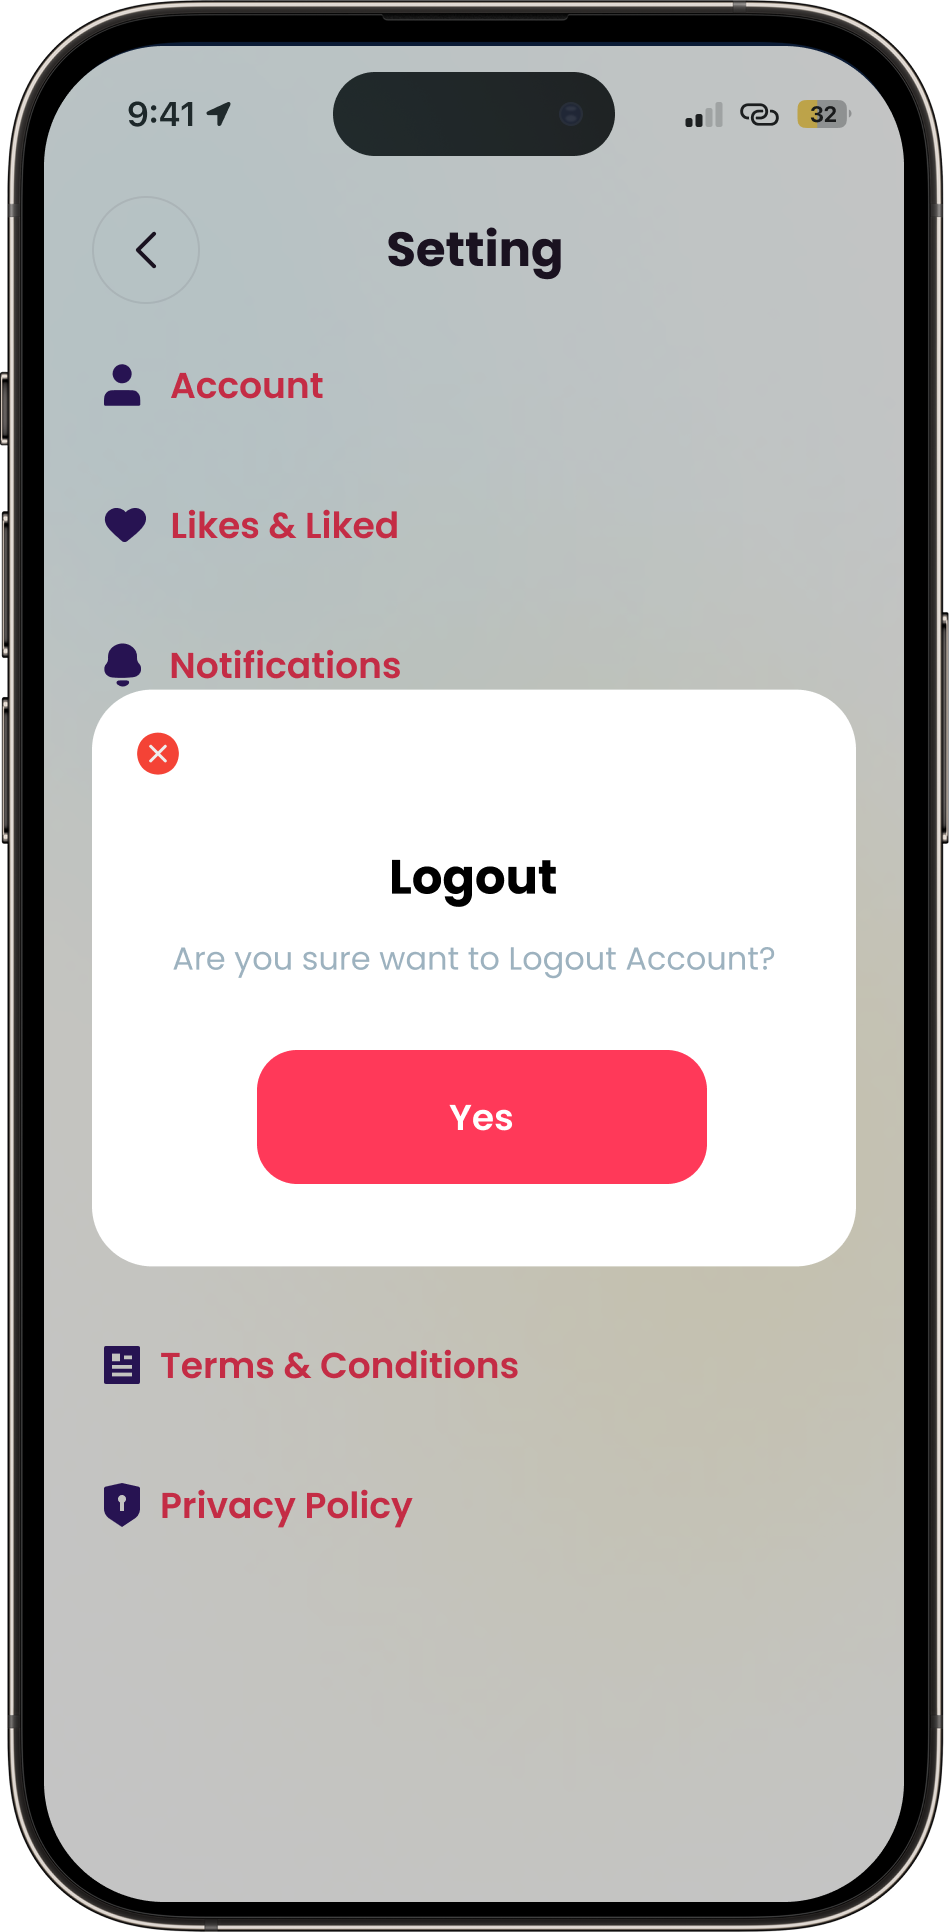 9:41
32
Setting
Account
Likes & Liked
Notifications
Logout
Are you sure want to Logout Account?
Yes
Terms & Conditions
Privacy Policy